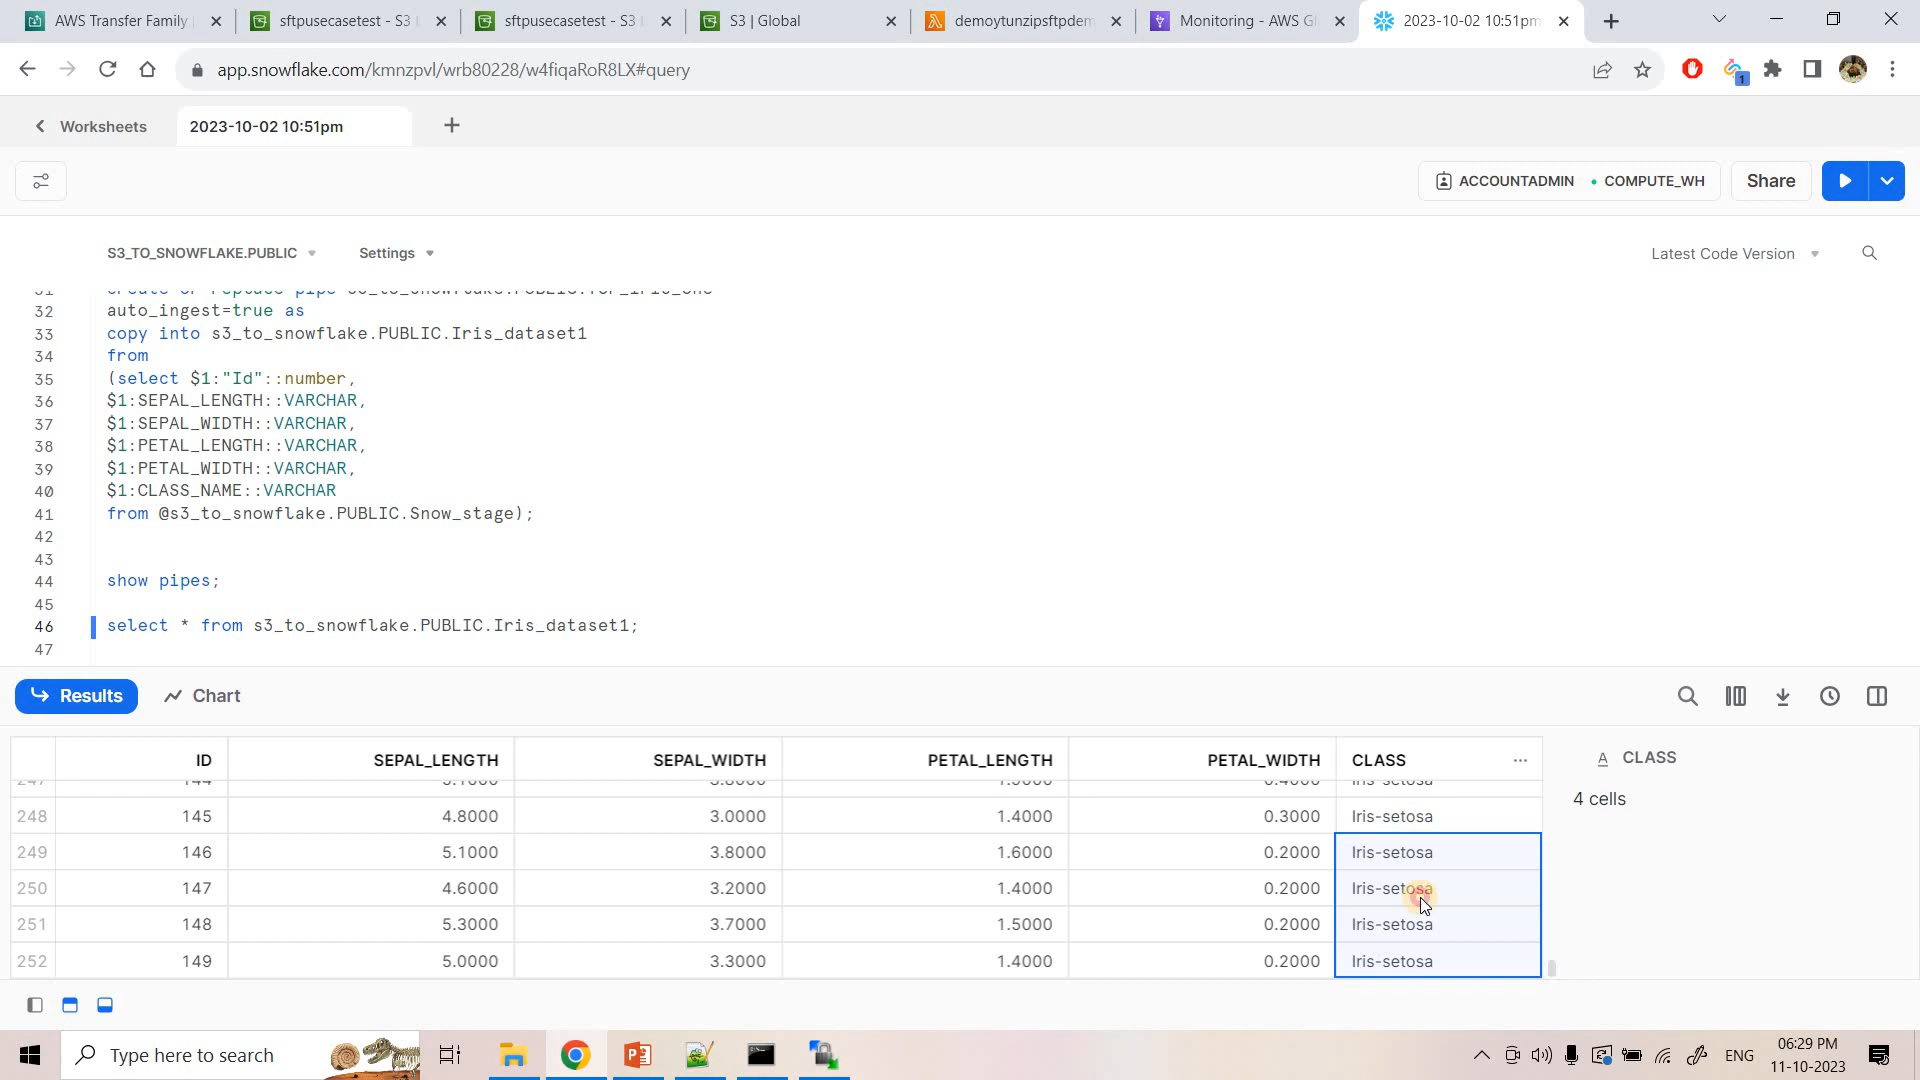 AWS Transfer Family
sftpusecasetest - S3
sftpusecasetest - S3
S3 | Global
demoytunzipsftpdem
Monitoring - AWS Gl
2023-10-02 10:51pm
app.snowflake.com/kmnzpvl/wrb80228/w4fiqaRoR8LX#query
1
Worksheets
2023-10-02 10:51pm
ACCOUNTADMIN
COMPUTE_WH
Share
S3_TO_SNOWFLAKE.PUBLIC
Settings
Latest Code Version
32 auto_ingest=true as
33 copy into s3_to_snowflake.PUBLIC.Iris_dataset1
34 from
35 (select $1:"Id"::number,
36 $1:SEPAL_LENGTH::VARCHAR,
37 $1:SEPAL_WIDTH::VARCHAR,
38 $1:PETAL_LENGTH::VARCHAR,
39 $1:PETAL_WIDTH::VARCHAR,
40 $1:CLASS_NAME::VARCHAR
41 from @s3_to_snowflake.PUBLIC.Snow_stage);
42
43
44 show pipes;
45
46 select * from s3_to_snowflake.PUBLIC.Iris_dataset1;
47
Results
Chart
ID SEPAL_LENGTH SEPAL_WIDTH PETAL_LENGTH PETAL_WIDTH CLASS ...
248 145 4.8000 3.0000 1.4000 0.3000 Iris-setosa
249 146 5.1000 3.8000 1.6000 0.2000 Iris-setosa
250 147 4.6000 3.2000 1.4000 0.2000 Iris-setosa
251 148 5.3000 3.7000 1.5000 0.2000 Iris-setosa
252 149 5.0000 3.3000 1.4000 0.2000 Iris-setosa
A CLASS
4 cells
Type here to search
ENG
06:29 PM
11-10-2023